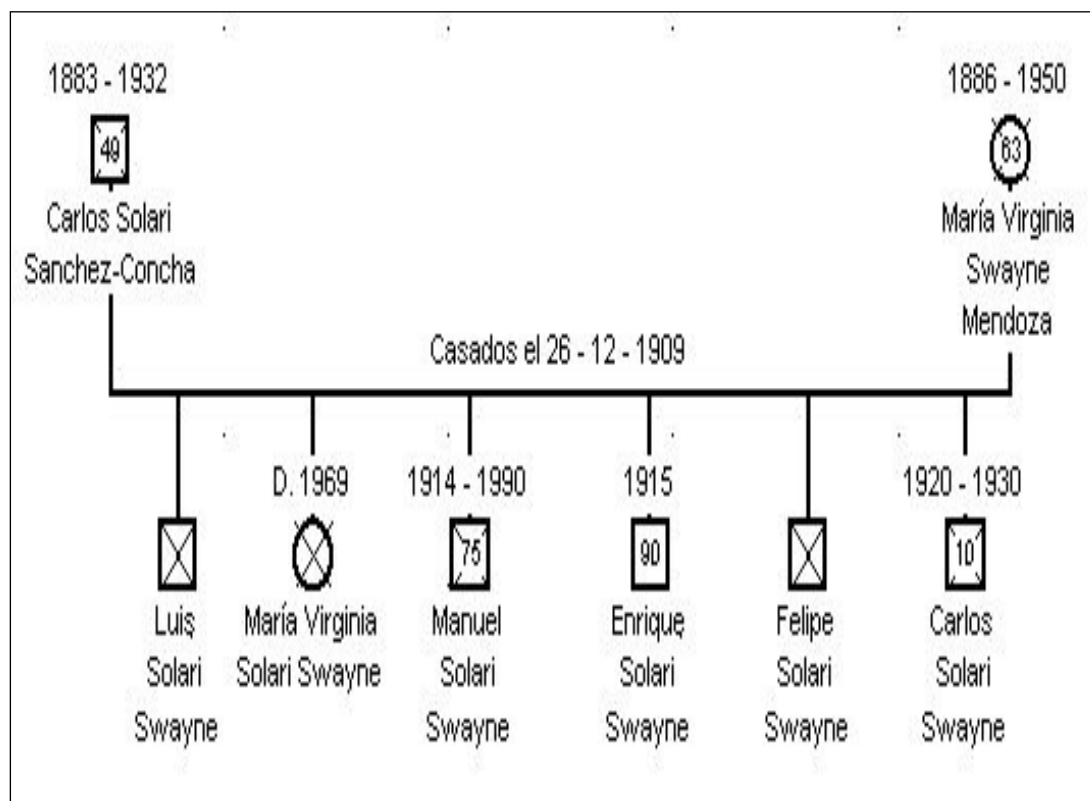 1883 - 1932
1886 - 1950
49
63
Carlos Solari
Sanchez-Concha
María Virginia
Swayne
Mendoza
Casados el 26 - 12 - 1909
D. 1969
1914 - 1990
1915
1920 - 1930
75
90
10
Luis
Solari
Swayne
María Virginia
Solari Swayne
Manuel
Solari
Swayne
Enrique
Solari
Swayne
Felipe
Solari
Swayne
Carlos
Solari
Swayne